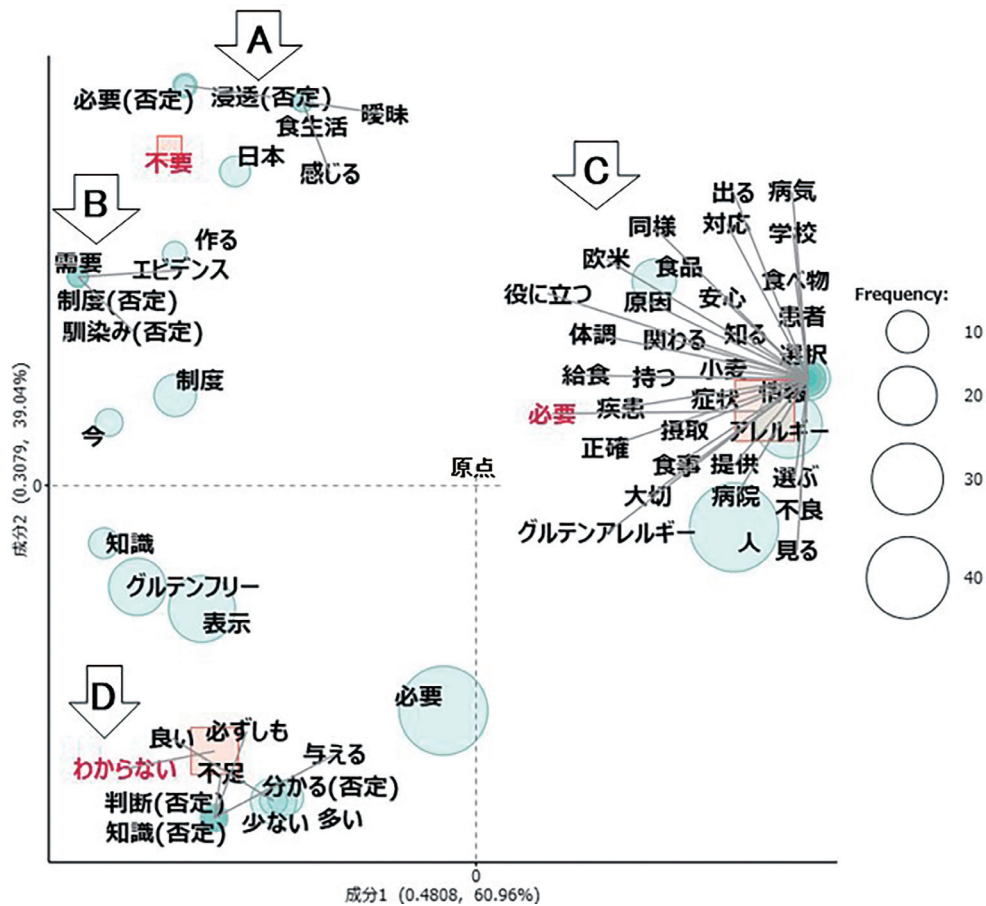 A
必要(否定)
浸透(否定)
曖昧
食生活
不要
日本
感じる
B
作る
需要
エビデンス
制度(否定)
馴染み(否定)
制度
今
C
出る
病気
同様
対応
学校
欧米
食品
食べ物
役に立つ
原因
安心
患者
体調
関わる
知る
選択
給食
持つ
小麦
情報
必要
疾患
症状
正確
摂取
アレルギー
食事
提供
選ぶ
大切
病院
不良
グルテンアレルギー
人
見る
原点
Frequency:
10
20
30
40
知識
グルテンフリー
表示
必要
D
良い
必ずしも
わからない
不足
与える
分かる(否定)
判断(否定)
少ない
多い
知識(否定)
成分2 (0.3079, 39.04%)
0
0
成分1 (0.4808, 60.96%)